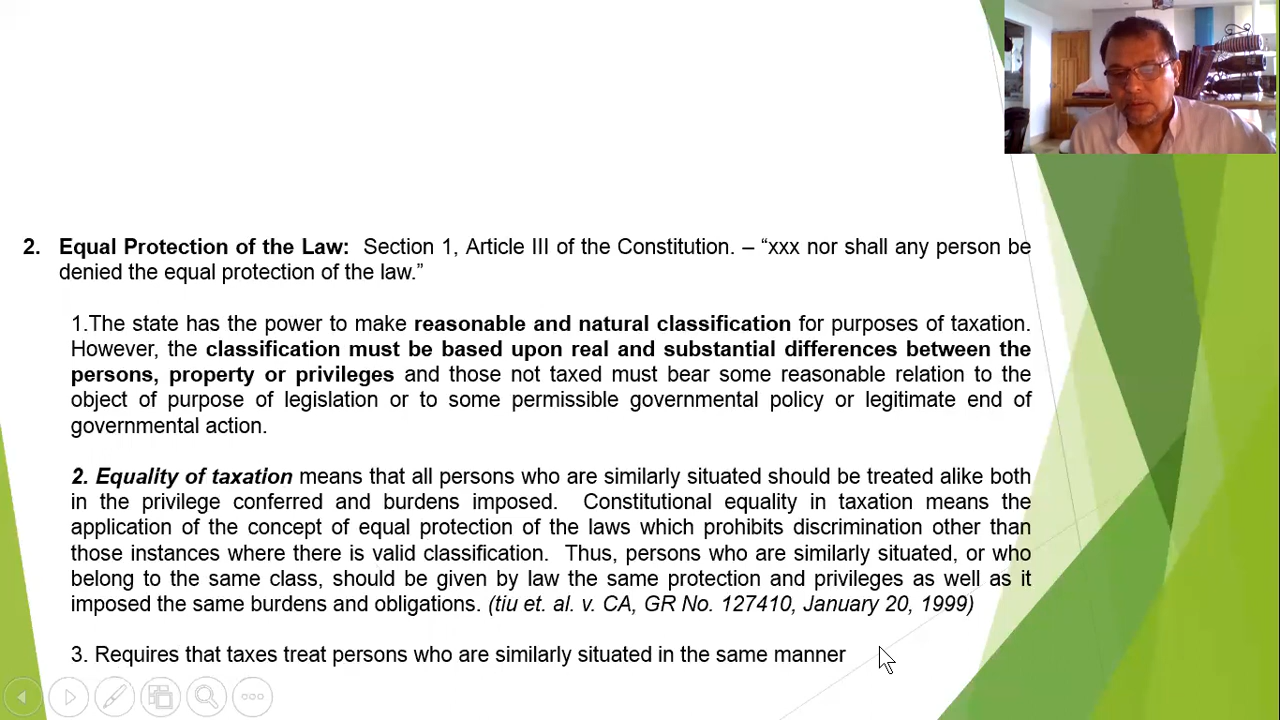 2. Equal Protection of the Law: Section 1, Article III of the Constitution. – “xxx nor shall any person be
denied the equal protection of the law.”
1.The state has the power to make reasonable and natural classification for purposes of taxation.
However, the classification must be based upon real and substantial differences between the
persons, property or privileges and those not taxed must bear some reasonable relation to the
object of purpose of legislation or to some permissible governmental policy or legitimate end of
governmental action.
2. Equality of taxation means that all persons who are similarly situated should be treated alike both
in the privilege conferred and burdens imposed. Constitutional equality in taxation means the
application of the concept of equal protection of the laws which prohibits discrimination other than
those instances where there is valid classification. Thus, persons who are similarly situated, or who
belong to the same class, should be given by law the same protection and privileges as well as it
imposed the same burdens and obligations. (tiu et. al. v. CA, GR No. 127410, January 20, 1999)
3. Requires that taxes treat persons who are similarly situated in the same manner